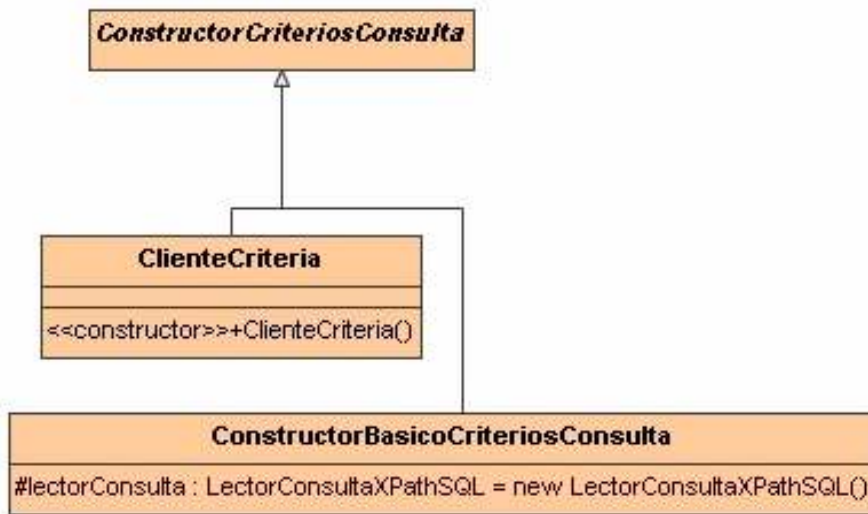 ConstructorCriteriosConsulta
ClienteCriteria
<<constructor>>+ClienteCriteria()
ConstructorBasicoCriteriosConsulta
#lectorConsulta : LectorConsultaXPathSQL = new LectorConsultaXPathSQL()